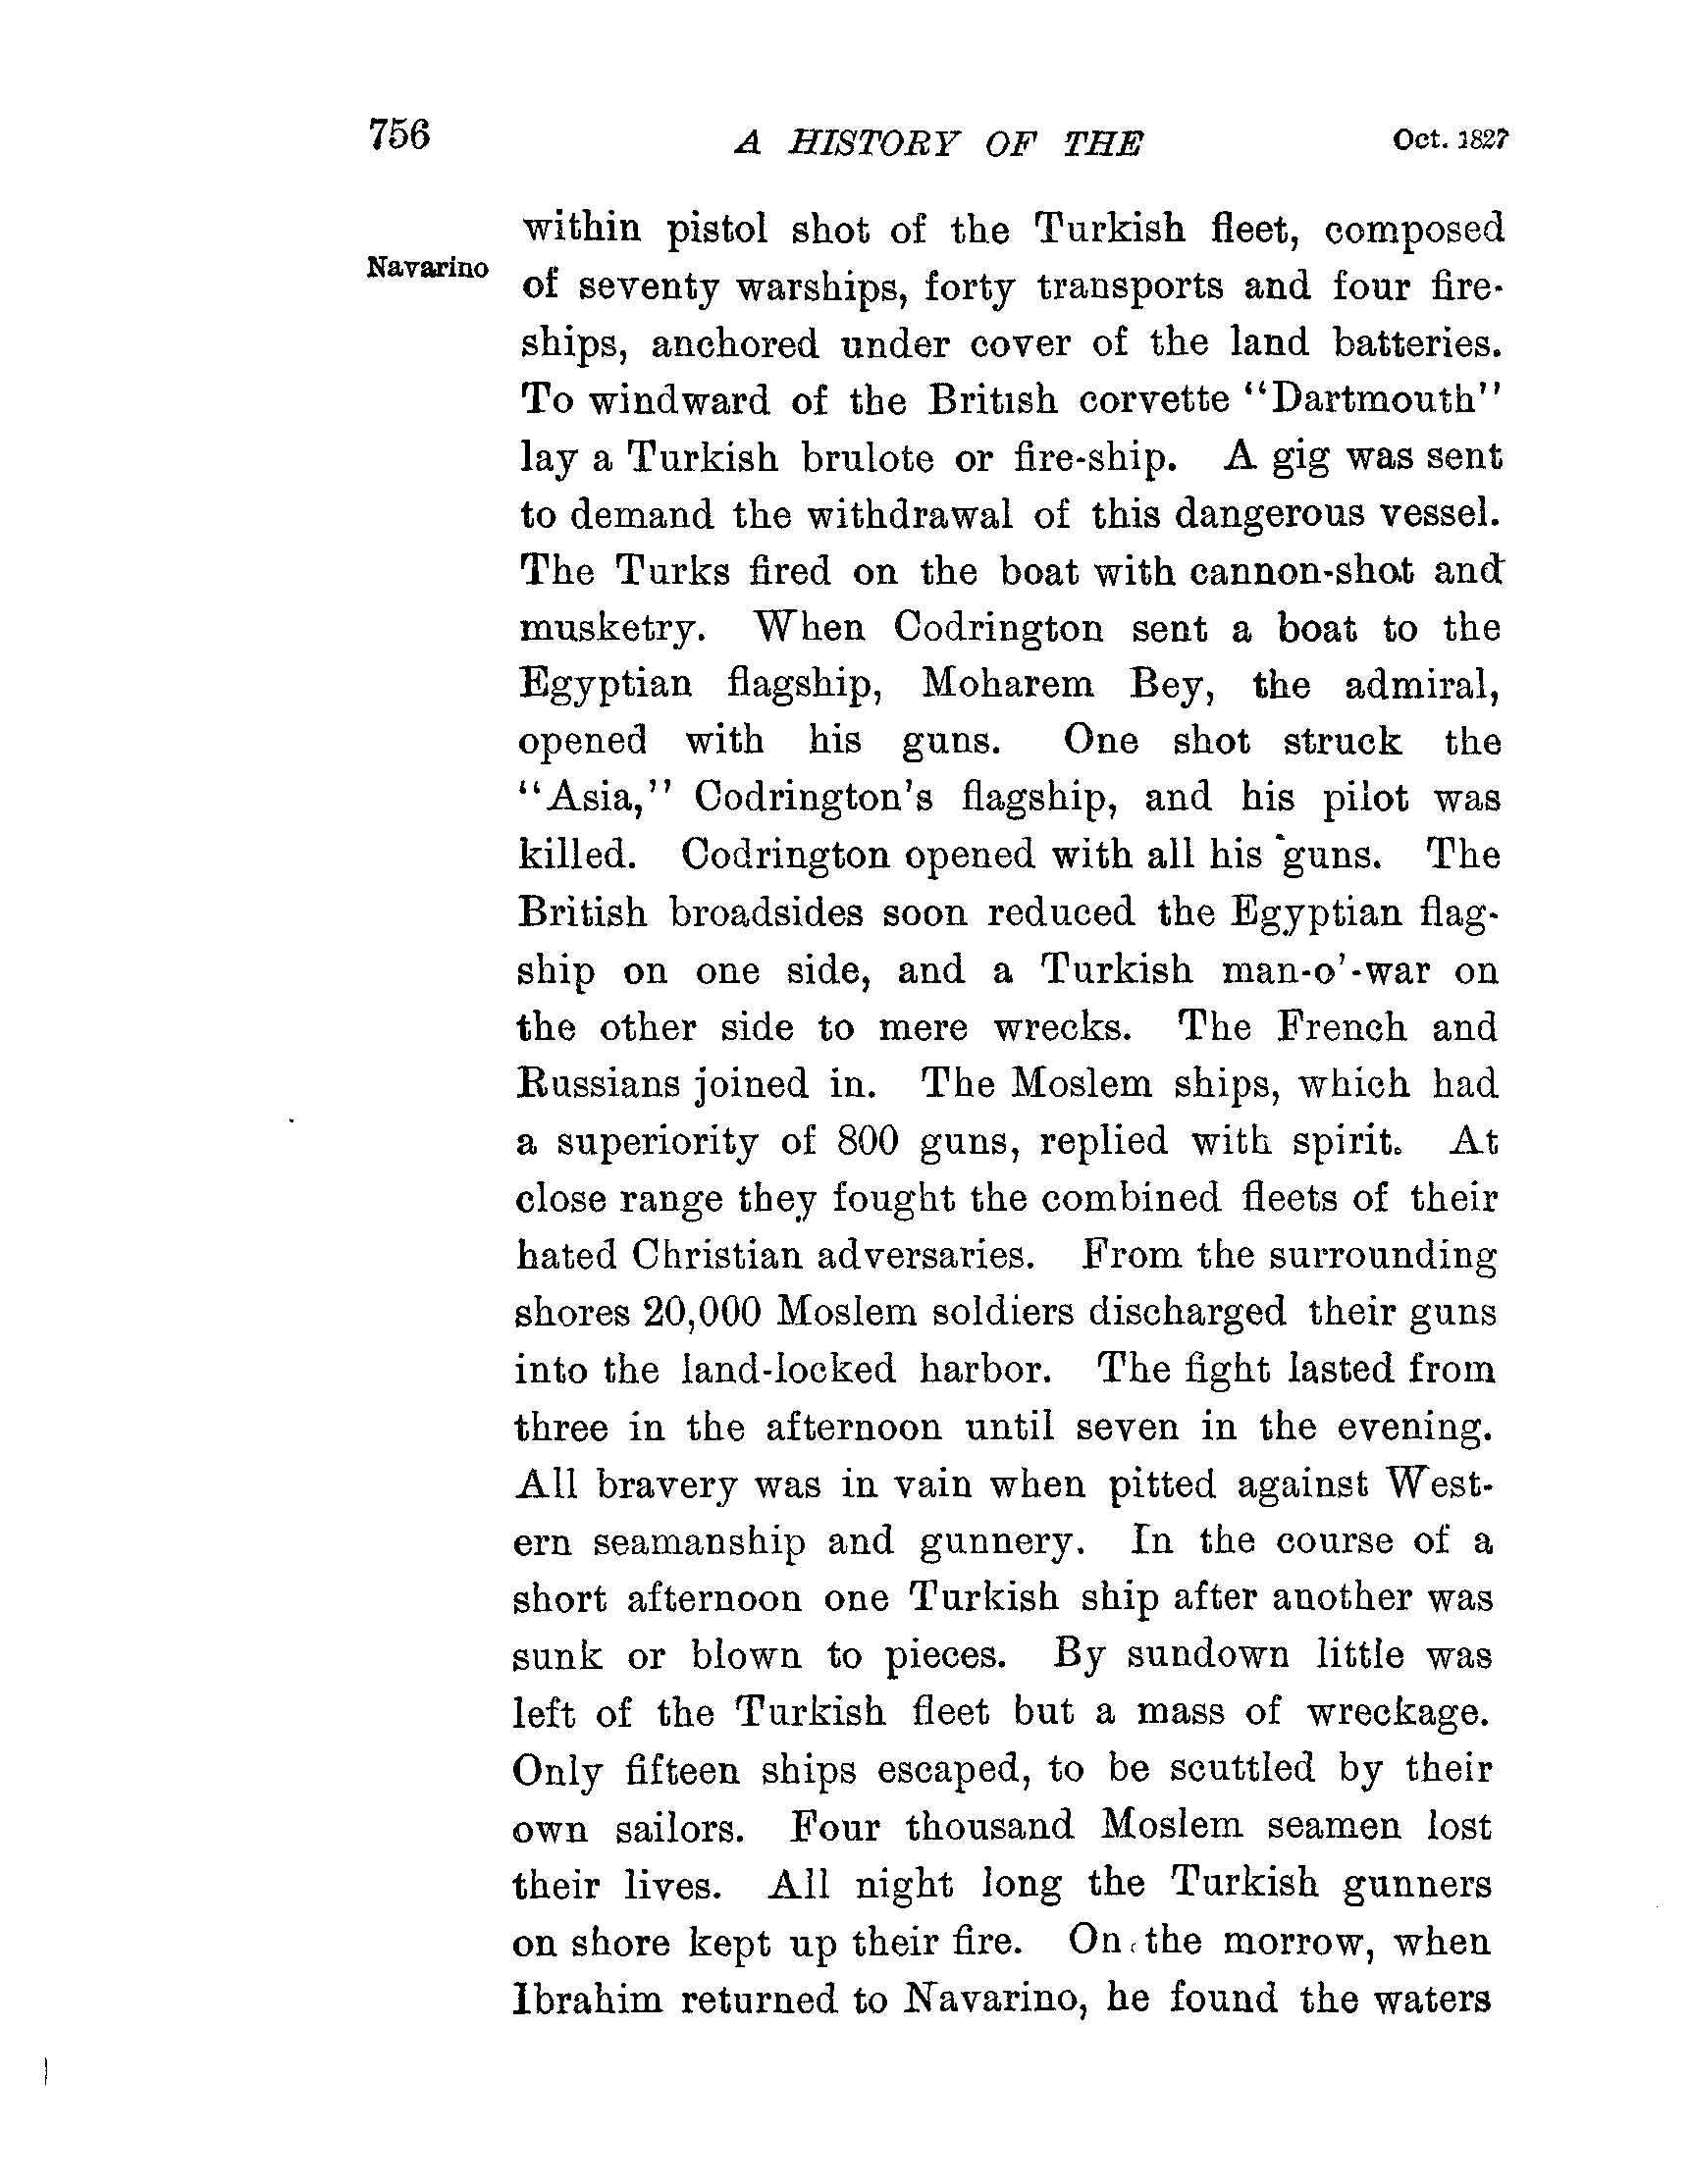 756 A HISTORY OF THE Oct. 1827
Navarino
within pistol shot of the Turkish fleet, composed
of seventy warships, forty transports and four fire-
ships, anchored under cover of the land batteries.
To windward of the British corvette "Dartmouth"
lay a Turkish brulote or fire-ship. A gig was sent
to demand the withdrawal of this dangerous vessel.
The Turks fired on the boat with cannon-shot and
musketry. When Codrington sent a boat to the
Egyptian flagship, Moharem Bey, the admiral,
opened with his guns. One shot struck the
"Asia," Codrington's flagship, and his pilot was
killed. Codrington opened with all his guns. The
British broadsides soon reduced the Egyptian flag-
ship on one side, and a Turkish man-o'-war on
the other side to mere wrecks. The French and
Russians joined in. The Moslem ships, which had
a superiority of 800 guns, replied with spirit. At
close range they fought the combined fleets of their
hated Christian adversaries. From the surrounding
shores 20,000 Moslem soldiers discharged their guns
into the land-locked harbor. The fight lasted from
three in the afternoon until seven in the evening.
All bravery was in vain when pitted against West-
ern seamanship and gunnery. In the course of a
short afternoon one Turkish ship after another was
sunk or blown to pieces. By sundown little was
left of the Turkish fleet but a mass of wreckage.
Only fifteen ships escaped, to be scuttled by their
own sailors. Four thousand Moslem seamen lost
their lives. All night long the Turkish gunners
on shore kept up their fire. On the morrow, when
Ibrahim returned to Navarino, he found the waters